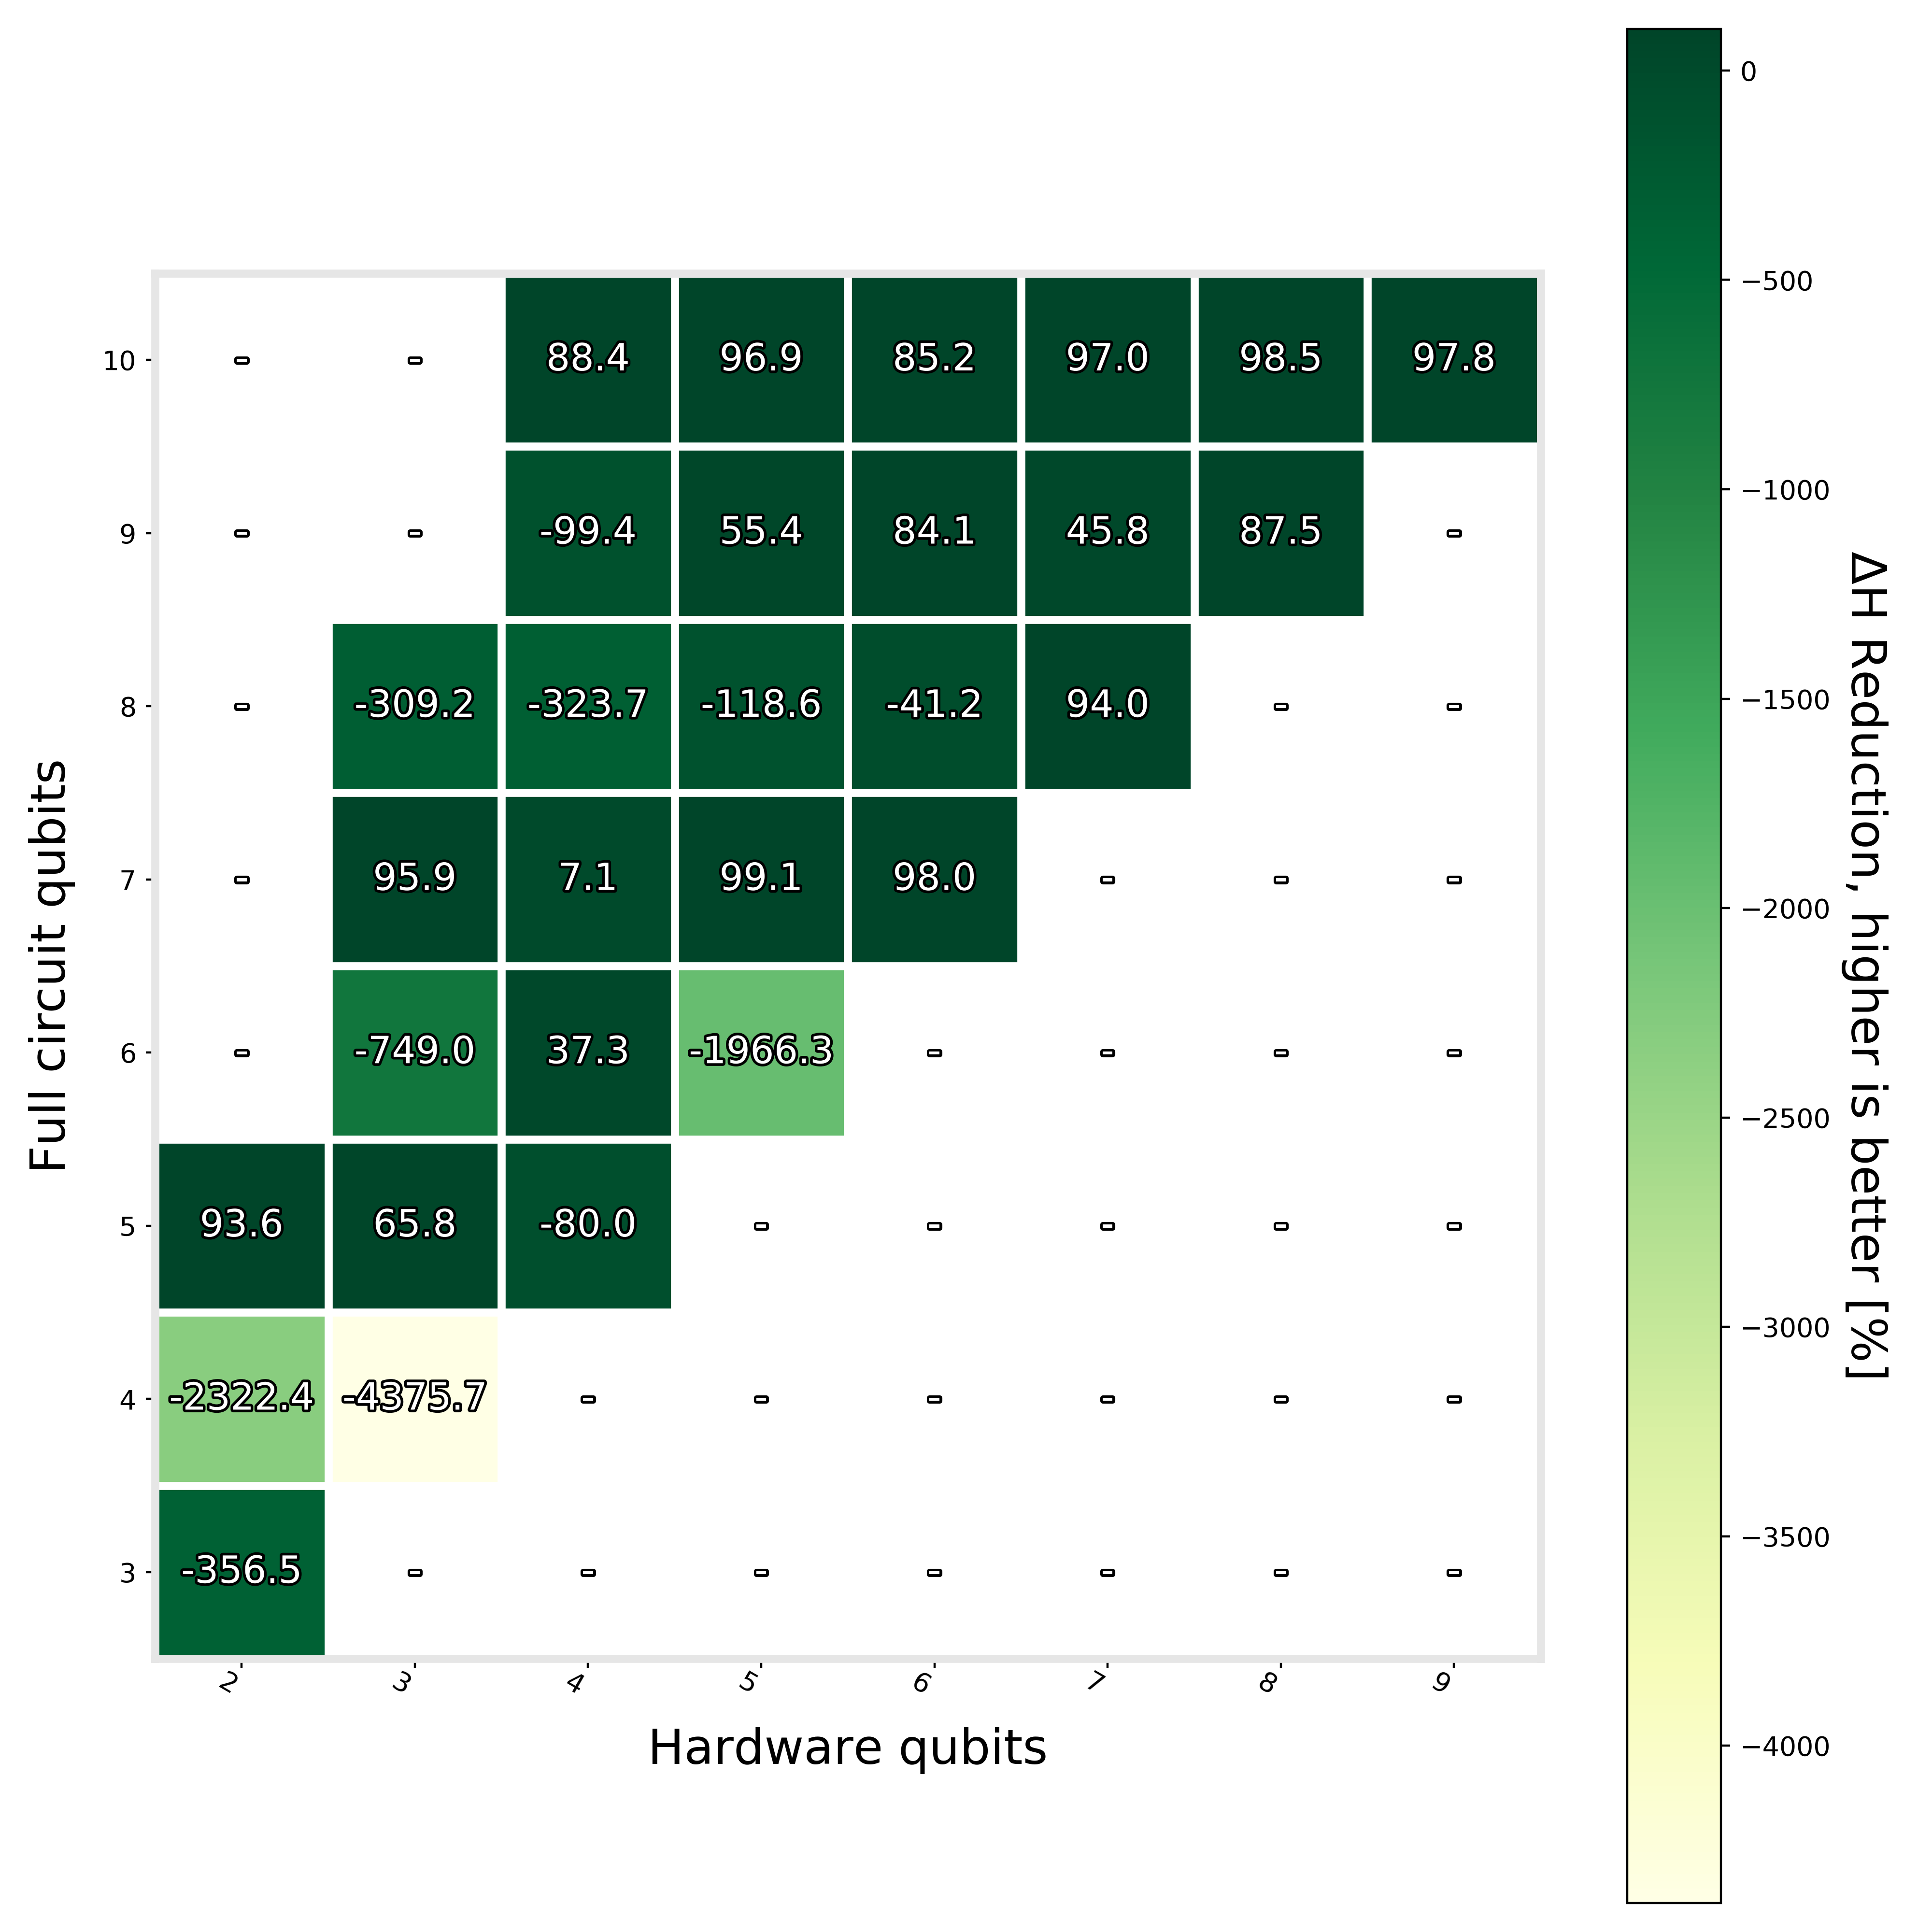 0
10 - - 88.4 96.9 85.2 97.0 98.5 97.8
−500
−1000
9 - - -99.4 55.4 84.1 45.8 87.5 -
−1500
8 - -309.2 -323.7 -118.6 -41.2 94.0 - -
−2000
7 - 95.9 7.1 99.1 98.0 - - -
6 - -749.0 37.3 -1966.3 - - - -
−2500
5 93.6 65.8 -80.0 - - - - -
−3000
4 -2322.4 -4375.7 - - - - - -
−3500
3 -356.5 - - - - - - -
−4000
2 3 4 5 6 7 8 9
Hardware qubits
Full circuit qubits
ΔH Reduction, higher is better [%]